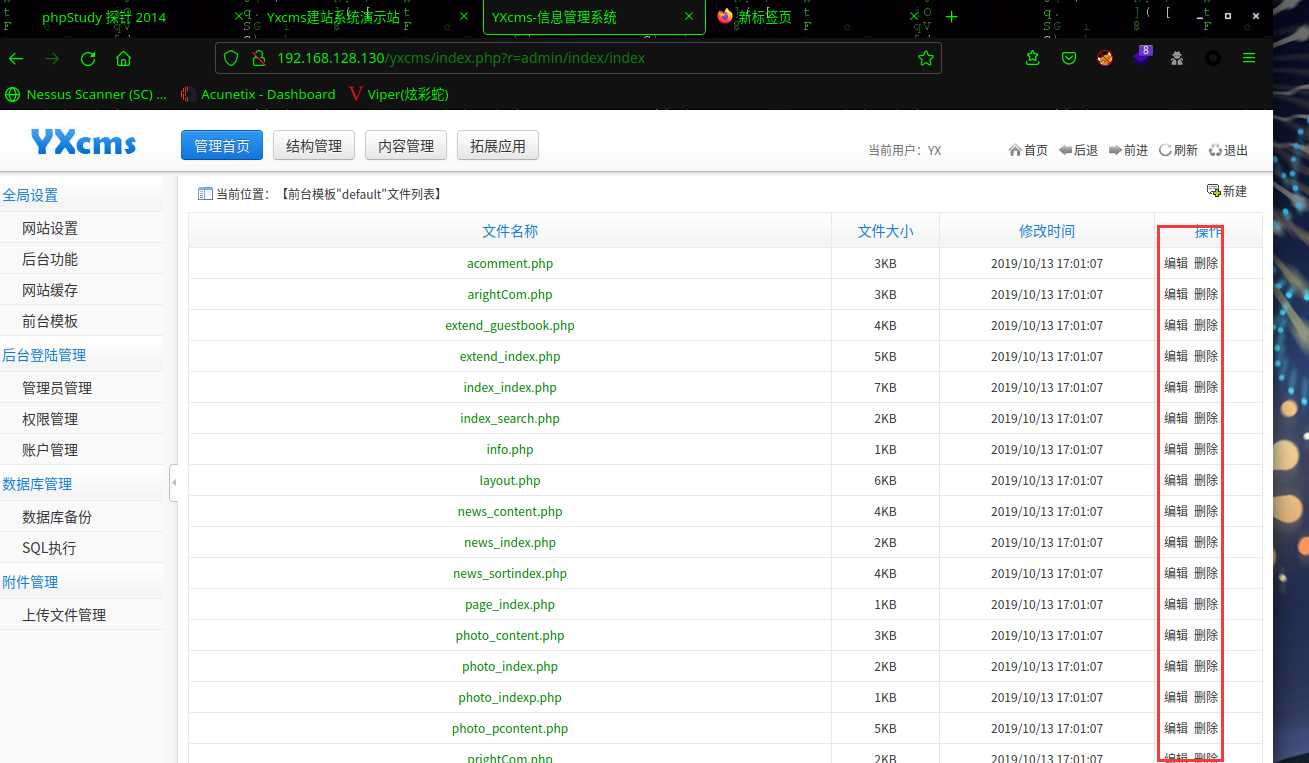 phpStudy 探针 2014
Yxcms建站系统演示站
YXcms-信息管理系统
新标签页
192.168.128.130/yxcms/index.php?r=admin/index/index
8
Nessus Scanner (SC) ...
Acunetix - Dashboard
Viper(炫彩蛇)
YXcms
管理首页
结构管理
内容管理
拓展应用
当前用户：YX
首页
后退
前进
刷新
退出
全局设置
网站设置
后台功能
网站缓存
前台模板
后台登陆管理
管理员管理
权限管理
账户管理
数据库管理
数据库备份
SQL执行
附件管理
上传文件管理
当前位置：【前台模板"default"文件列表】
新建
文件名称 文件大小 修改时间 操作
acomment.php 3KB 2019/10/13 17:01:07 编辑 删除
arightCom.php 3KB 2019/10/13 17:01:07 编辑 删除
extend_guestbook.php 4KB 2019/10/13 17:01:07 编辑 删除
extend_index.php 5KB 2019/10/13 17:01:07 编辑 删除
index_index.php 7KB 2019/10/13 17:01:07 编辑 删除
index_search.php 2KB 2019/10/13 17:01:07 编辑 删除
info.php 1KB 2019/10/13 17:01:07 编辑 删除
layout.php 6KB 2019/10/13 17:01:07 编辑 删除
news_content.php 4KB 2019/10/13 17:01:07 编辑 删除
news_index.php 2KB 2019/10/13 17:01:07 编辑 删除
news_sortindex.php 4KB 2019/10/13 17:01:07 编辑 删除
page_index.php 1KB 2019/10/13 17:01:07 编辑 删除
photo_content.php 3KB 2019/10/13 17:01:07 编辑 删除
photo_index.php 2KB 2019/10/13 17:01:07 编辑 删除
photo_indexp.php 1KB 2019/10/13 17:01:07 编辑 删除
photo_pcontent.php 5KB 2019/10/13 17:01:07 编辑 删除
prightCom.php 2KB 2019/10/13 17:01:07 编辑 删除